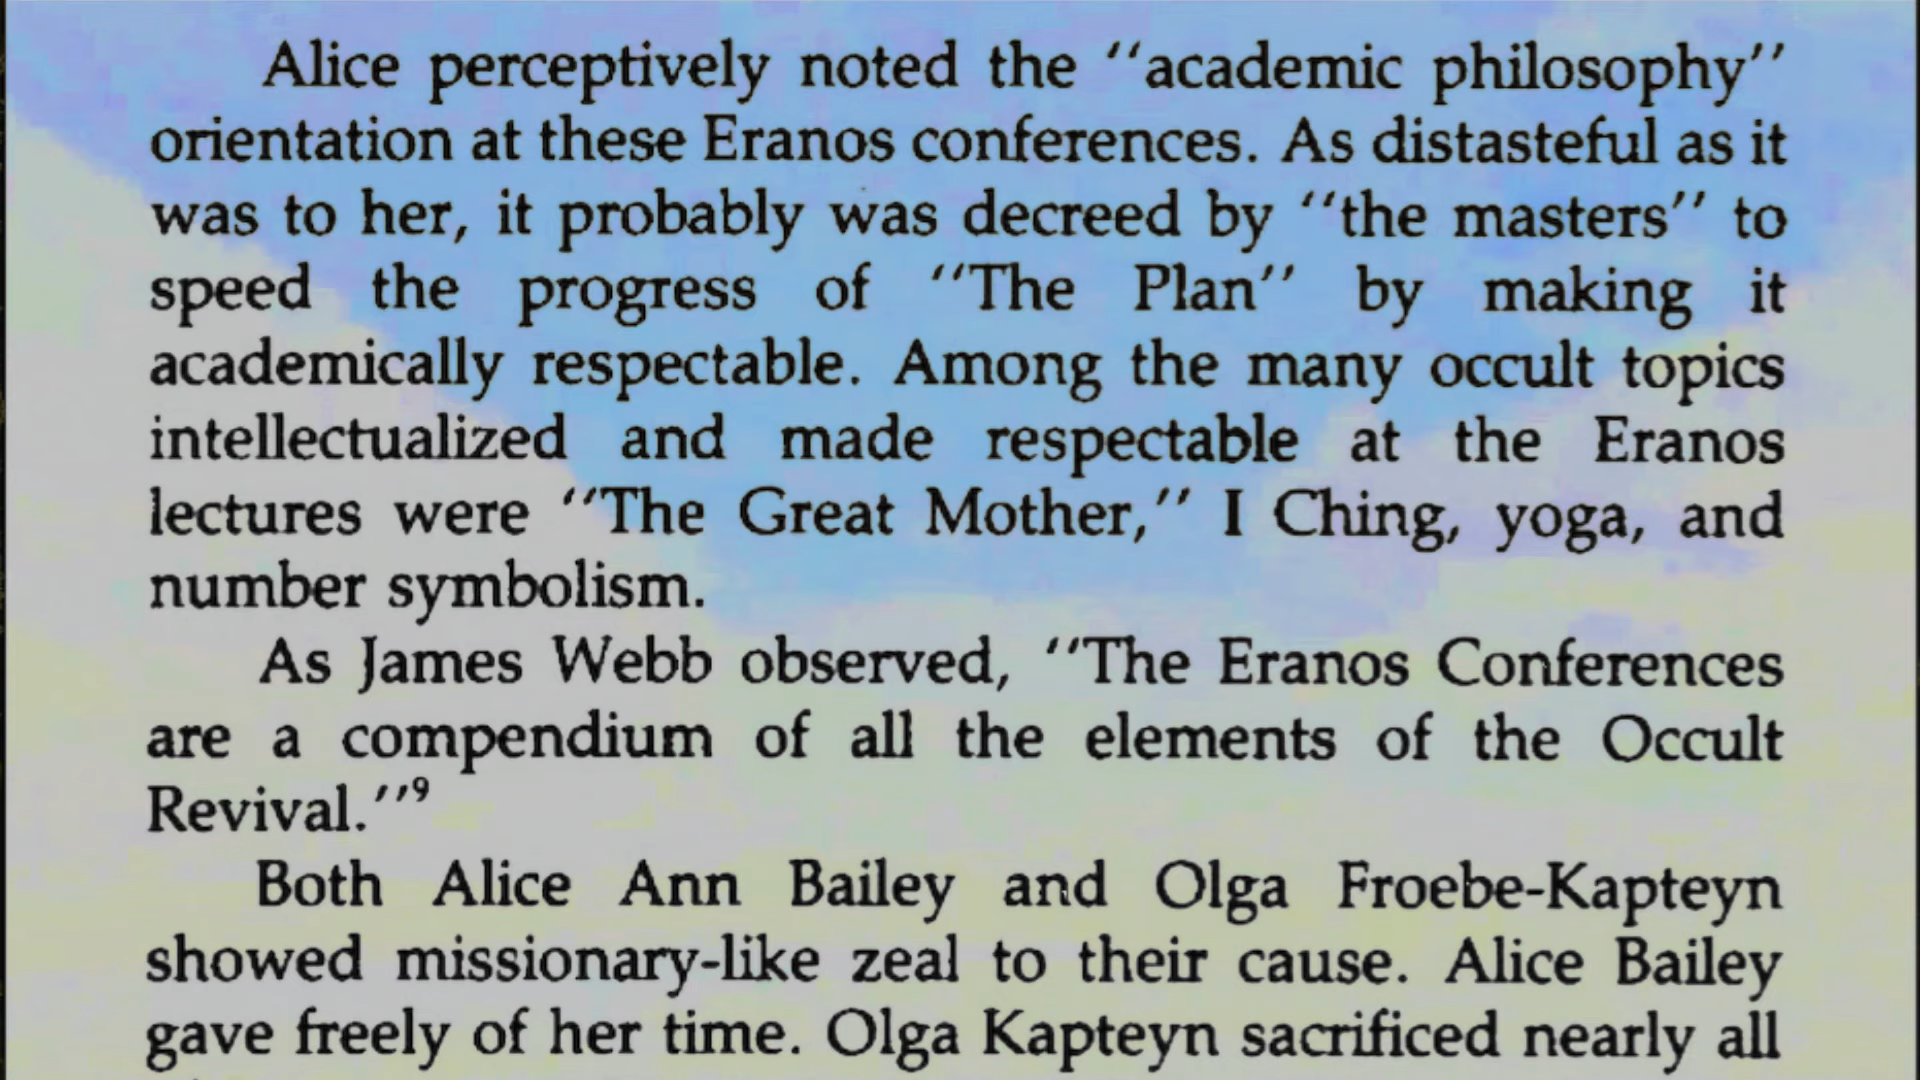 Alice perceptively noted the ''academic philosophy''
orientation at these Eranos conferences. As distasteful as it
was to her, it probably was decreed by ''the masters'' to
speed the progress of ''The Plan'' by making it
academically respectable. Among the many occult topics
intellectualized and made respectable at the Eranos
lectures were ''The Great Mother,'' I Ching, yoga, and
number symbolism.
As James Webb observed, ''The Eranos Conferences
are a compendium of all the elements of the Occult
Revival.''⁹
Both Alice Ann Bailey and Olga Froebe-Kapteyn
showed missionary-like zeal to their cause. Alice Bailey
gave freely of her time. Olga Kapteyn sacrificed nearly all